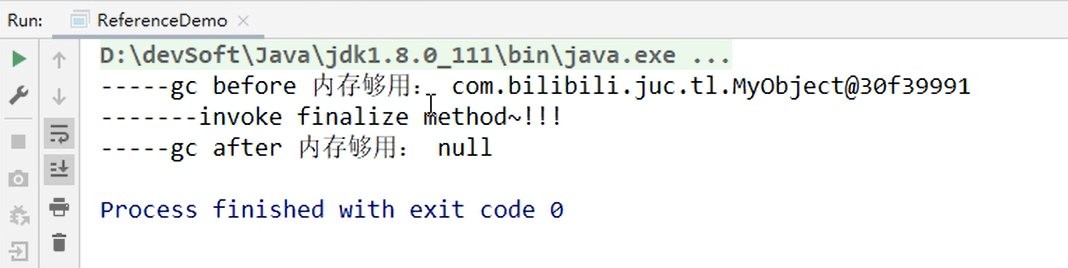 Run: ReferenceDemo
D:\devSoft\Java\jdk1.8.0_111\bin\java.exe ...
-----gc before 内存够用： com.bilibili.juc.tl.MyObject@30f39991
-------invoke finalize method~!!!
-----gc after 内存够用： null
Process finished with exit code 0